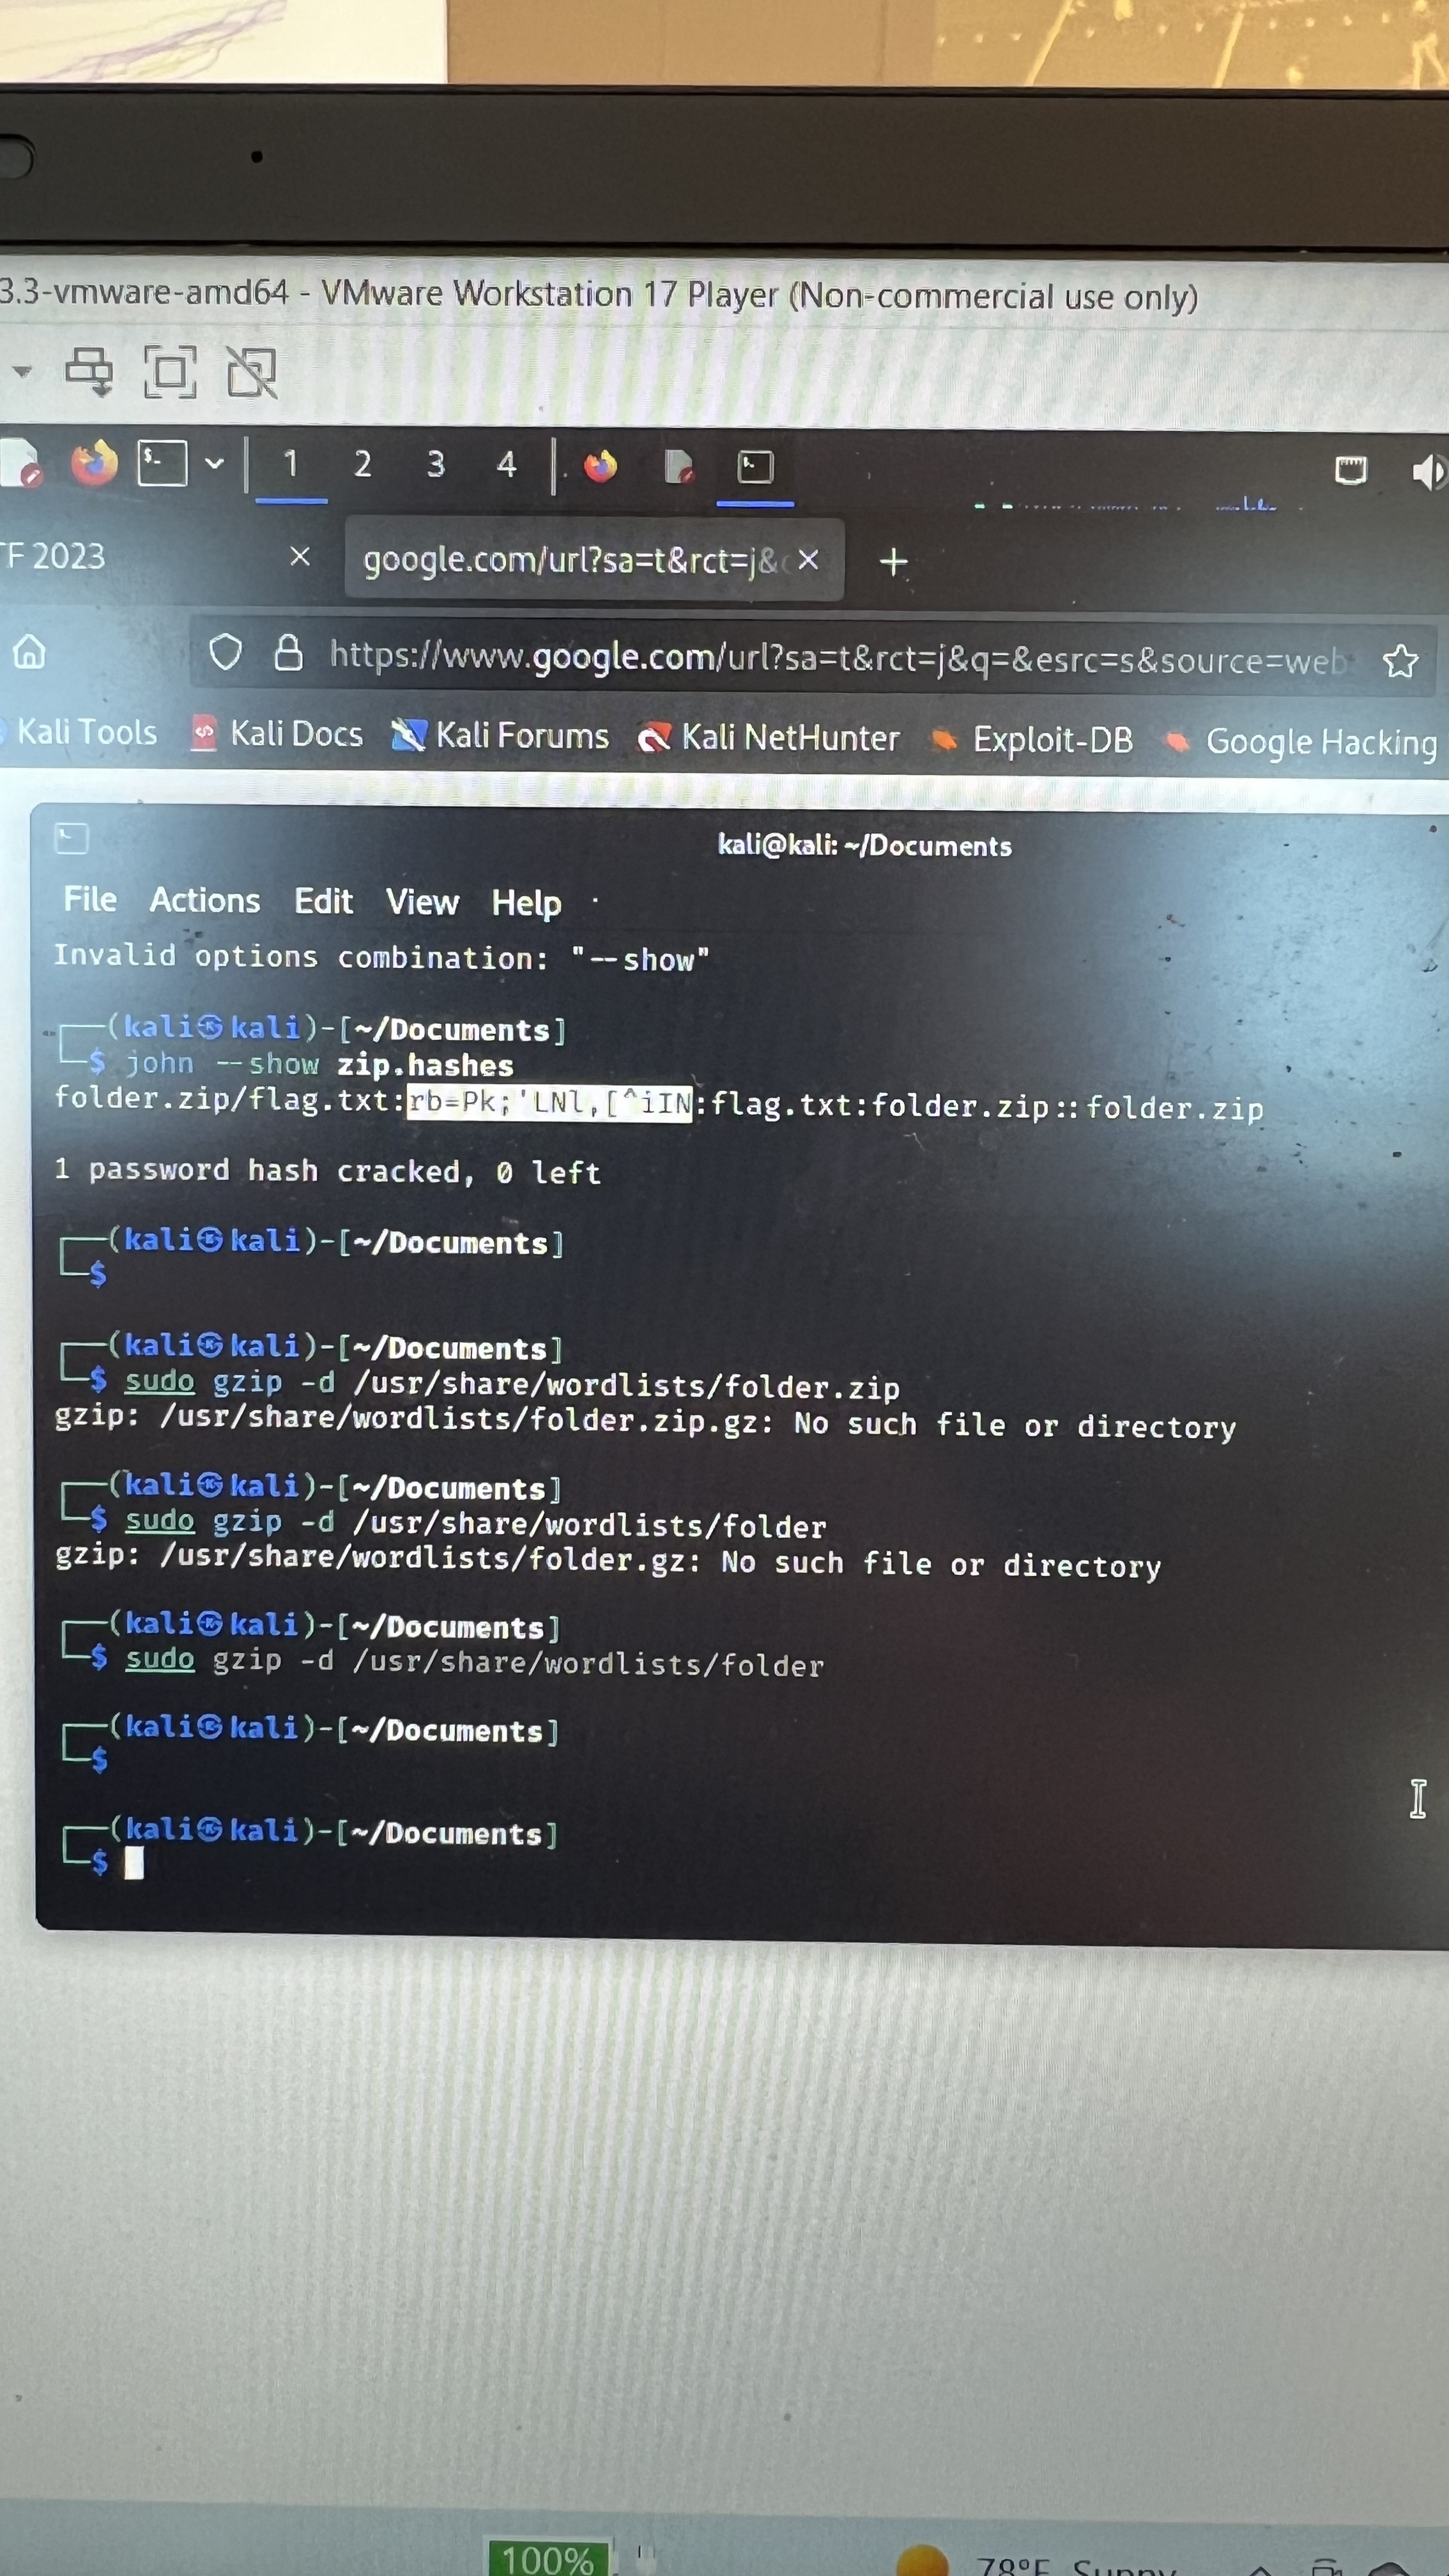 3.3-vmware-amd64 - VMware Workstation 17 Player (Non-commercial use only)
1 2 3 4
F 2023
google.com/url?sa=t&rct=j&
https://www.google.com/url?sa=t&rct=j&q=&esrc=s&source=web
Kali Tools Kali Docs Kali Forums Kali NetHunter Exploit-DB Google Hacking
kali@kali: ~/Documents
File Actions Edit View Help
Invalid options combination: "--show"
┌──(kali㉿kali)-[~/Documents]
└─$ john --show zip.hashes
folder.zip/flag.txt:rb=Pk;'LNl,[^iIN:flag.txt:folder.zip::folder.zip
1 password hash cracked, 0 left
┌──(kali㉿kali)-[~/Documents]
└─$
┌──(kali㉿kali)-[~/Documents]
└─$ sudo gzip -d /usr/share/wordlists/folder.zip
gzip: /usr/share/wordlists/folder.zip.gz: No such file or directory
┌──(kali㉿kali)-[~/Documents]
└─$ sudo gzip -d /usr/share/wordlists/folder
gzip: /usr/share/wordlists/folder.gz: No such file or directory
┌──(kali㉿kali)-[~/Documents]
└─$ sudo gzip -d /usr/share/wordlists/folder
┌──(kali㉿kali)-[~/Documents]
└─$
┌──(kali㉿kali)-[~/Documents]
└─$
100%
78°F Sunny